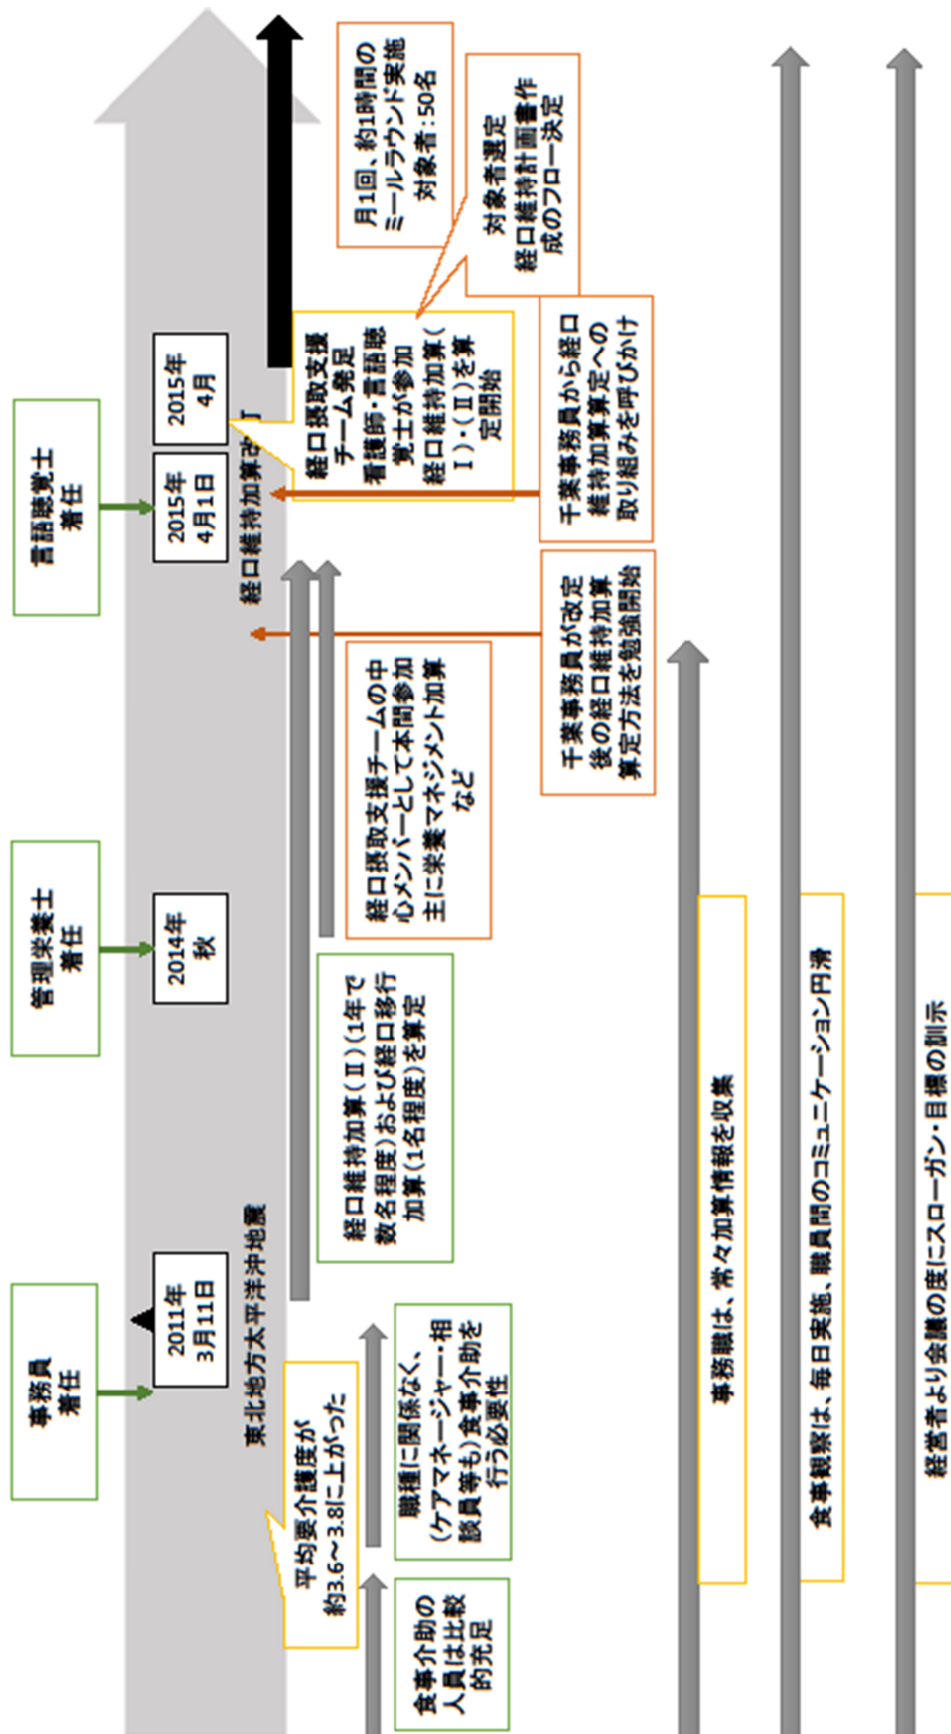 事務員
着任
管理栄養士
着任
言語聴覚士
着任
2011年
3月11日
2014年
秋
2015年
4月1日
2015年
4月
東北地方太平洋沖地震
経口維持加算改訂
平均要介護度が
約3.6～3.8に上がった
食事介助の
人員は比較
的充足
職種に関係なく、
(ケアマネージャー・相
談員等も)食事介助を
行う必要性
経口維持加算(Ⅱ)(1年で
数名程度)および経口移行
加算(1名程度)を算定
経口摂取支援チームの中
心メンバーとして本間参加
主に栄養マネジメント加算
など
経口摂取支援
チーム発足
看護師・言語聴
覚士が参加
経口維持加算(
Ⅰ)・(Ⅱ)を算
定開始
月1回、約1時間の
ミールラウンド実施
対象者：50名
対象者選定
経口維持計画書作
成のフロー決定
千葉事務員が改定
後の経口維持加算
算定方法を勉強開始
千葉事務員から経口
維持加算算定への
取り組みを呼びかけ
事務職は、常々加算情報を収集
食事観察は、毎日実施、職員間のコミュニケーション円滑
経営者より会議の度にスローガン・目標の訓示